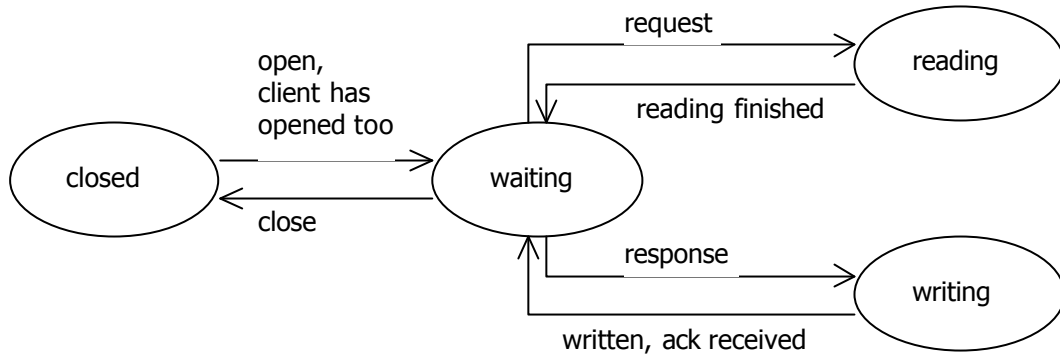 request
reading
open,
client has
opened too
reading finished
closed
waiting
close
response
writing
written, ack received